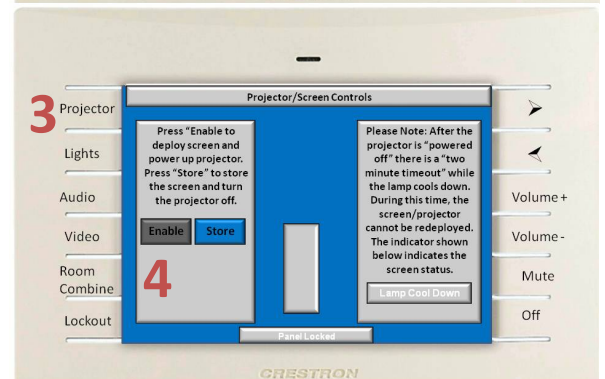 3
Projector
Lights
Audio
Video
Room
Combine
Lockout
Projector/Screen Controls
Press "Enable to
deploy screen and
power up projector.
Press "Store" to store
the screen and turn
the projector off.
Enable
Store
4
Please Note: After the
projector is "powered
off" there is a "two
minute timeout" while
the lamp cools down.
During this time, the
screen/projector
cannot be redeployed.
The indicator shown
below indicates the
screen status.
Lamp Cool Down
Panel Locked
Volume+
Volume-
Mute
Off
CRESTRON